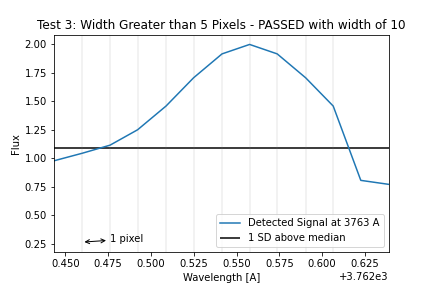 Test 3: Width Greater than 5 Pixels - PASSED with width of 10
2.00
1.75
1.50
1.25
1.00
0.75
0.50
0.25
Flux
1 pixel
Detected Signal at 3763 A
1 SD above median
0.450 0.475 0.500 0.525 0.550 0.575 0.600 0.625
Wavelength [A]
+3.762e3